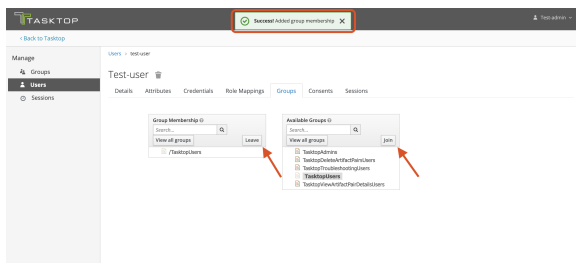 TASKTOP
Success! Added group membership
Test-admin
Back to Tasktop
Manage
Groups
Users
Sessions
Users
test-user
Test-user
Details Attributes Credentials Role Mappings Groups Consents Sessions
Group Membership
Search...
View all groups Leave
/TasktopUsers
Available Groups
Search...
View all groups Join
TasktopAdmins
TasktopDeleteArtifactPairsUsers
TasktopTroubleshootingUsers
TasktopUsers
TasktopViewArtifactPairDetailsUsers